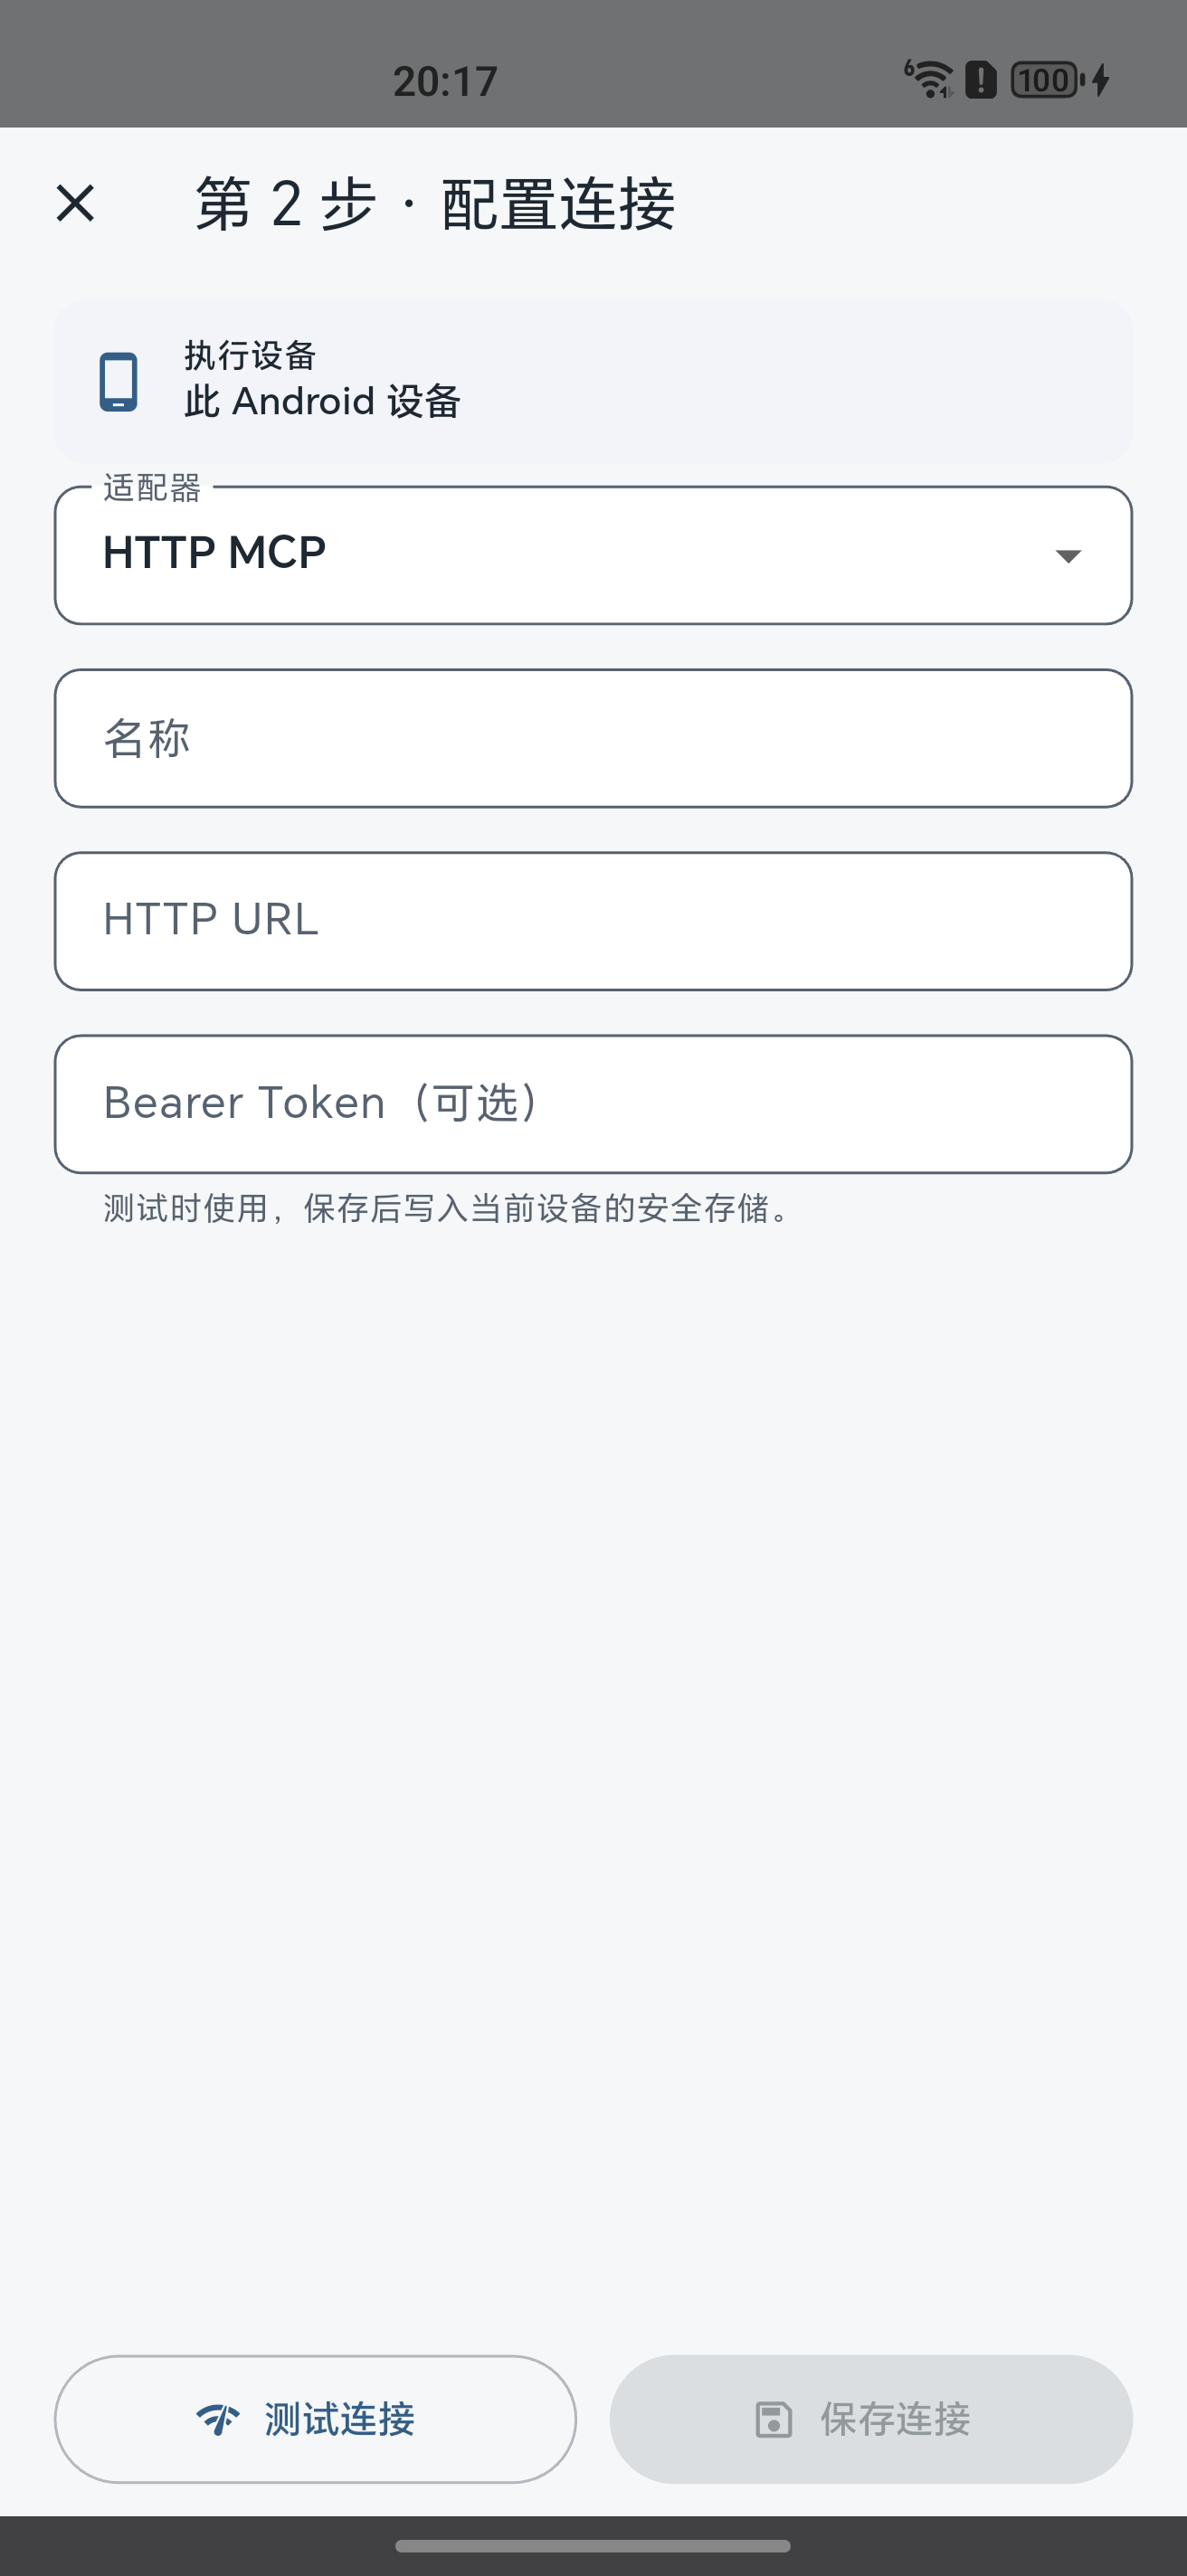 20:17
6
100
第 2 步 · 配置连接
执行设备
此 Android 设备
适配器
HTTP MCP
名称
HTTP URL
Bearer Token（可选）
测试时使用，保存后写入当前设备的安全存储。
测试连接
保存连接